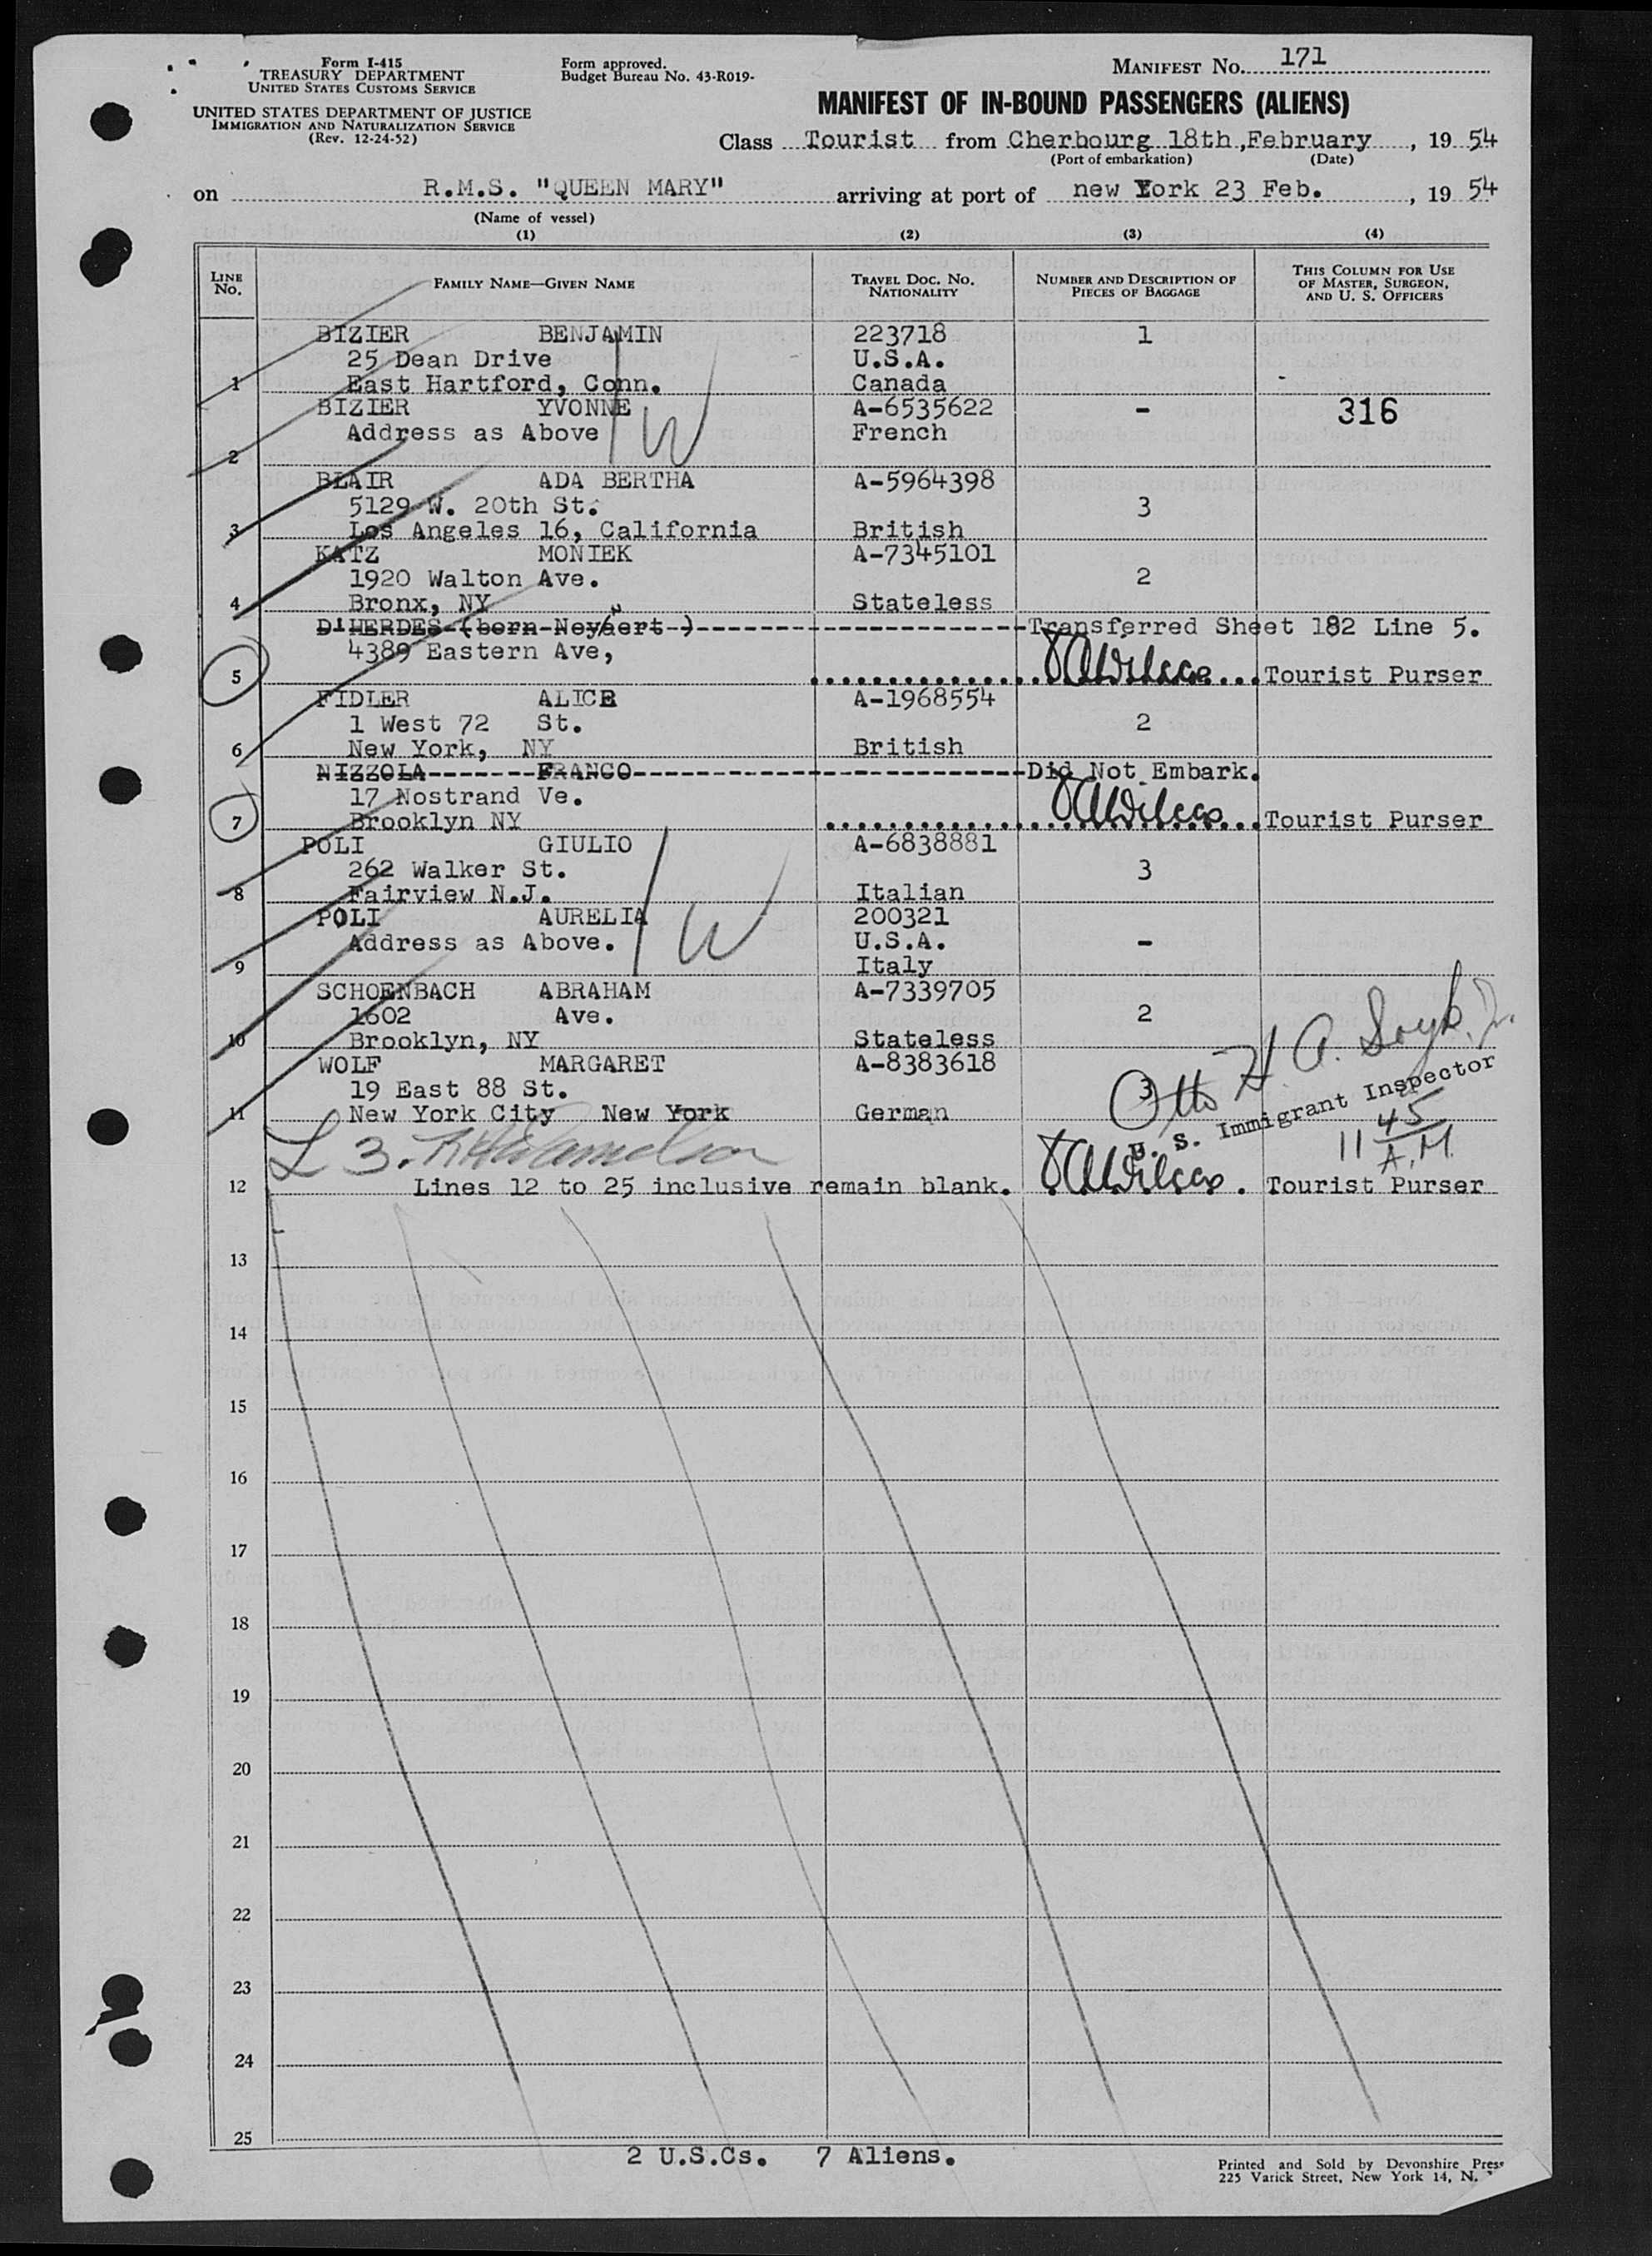 Form I-415
TREASURY DEPARTMENT
UNITED STATES CUSTOMS SERVICE
UNITED STATES DEPARTMENT OF JUSTICE
IMMIGRATION AND NATURALIZATION SERVICE
(Rev. 12-24-52)
Form approved.
Budget Bureau No. 43-R019-
MANIFEST NO. 171
MANIFEST OF IN-BOUND PASSENGERS (ALIENS)
Class Tourist from Cherbourg 18th, February, 19 54
(Port of embarkation) (Date)
on R.M.S. "QUEEN MARY" arriving at port of new York 23 Feb., 19 54
(Name of vessel)
(1) (2) (3) (4)
LINE NO. FAMILY NAME—GIVEN NAME TRAVEL DOC. NO. NATIONALITY NUMBER AND DESCRIPTION OF PIECES OF BAGGAGE THIS COLUMN FOR USE OF MASTER, SURGEON, AND U. S. OFFICERS
BIZIER BENJAMIN 223718 1
25 Dean Drive U.S.A.
1 East Hartford, Conn. Canada
BIZIER YVONNE A-6535622 - 316
Address as Above French
2
BLAIR ADA BERTHA A-5964398
5129 W. 20th St. 3
3 Los Angeles 16, California British
KATZ MONIEK A-7345101
1920 Walton Ave. 2
4 Bronx, NY Stateless
D'HERDES (born Neyaert) Transferred Sheet 182 Line 5.
4389 Eastern Ave,
5 Tourist Purser
FIDLER ALICE A-1968554
1 West 72 St. 2
6 New York, NY British
NIZZOLA FRANCO Did Not Embark.
17 Nostrand Ve.
7 Brooklyn NY Tourist Purser
POLI GIULIO A-6838881
262 Walker St. 3
8 Fairview N.J. Italian
POLI AURELIA 200321
Address as Above. U.S.A. -
9 Italy
SCHOENBACH ABRAHAM A-7339705
1602 Ave. 2
10 Brooklyn, NY Stateless
WOLF MARGARET A-8383618
19 East 88 St. 3
11 New York City New York German
Otto H. A.
U. S. Immigrant Inspector
11 45 A.M.
12 Lines 12 to 25 inclusive remain blank. Tourist Purser
13
14
15
16
17
18
19
20
21
22
23
24
25
2 U.S.Cs. 7 Aliens.
Printed and Sold by Devonshire Press
225 Varick Street, New York 14, N.